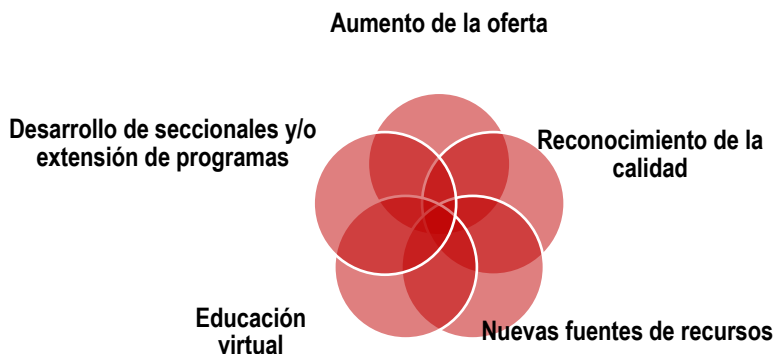 Aumento de la oferta
Desarrollo de seccionales y/o
extensión de programas
Reconocimiento de la
calidad
Educación
virtual
Nuevas fuentes de recursos